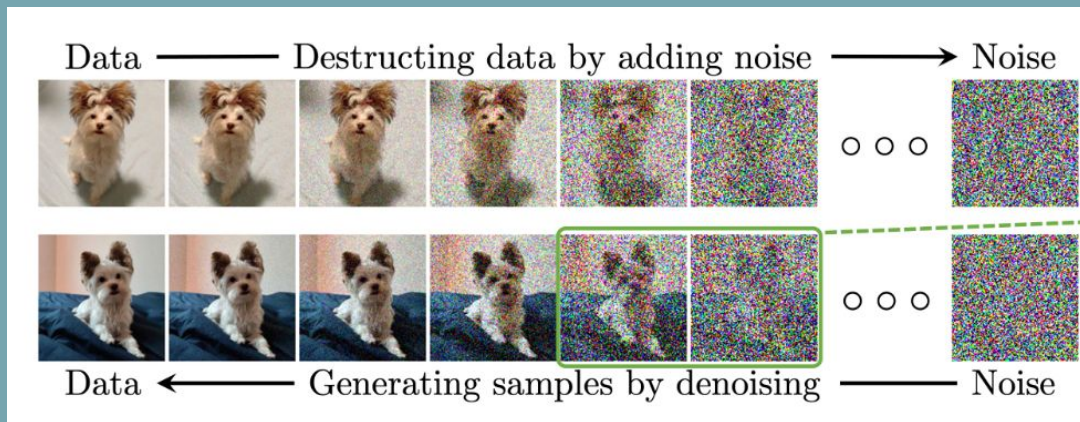 Data Destructing data by adding noise Noise
Data Generating samples by denoising Noise